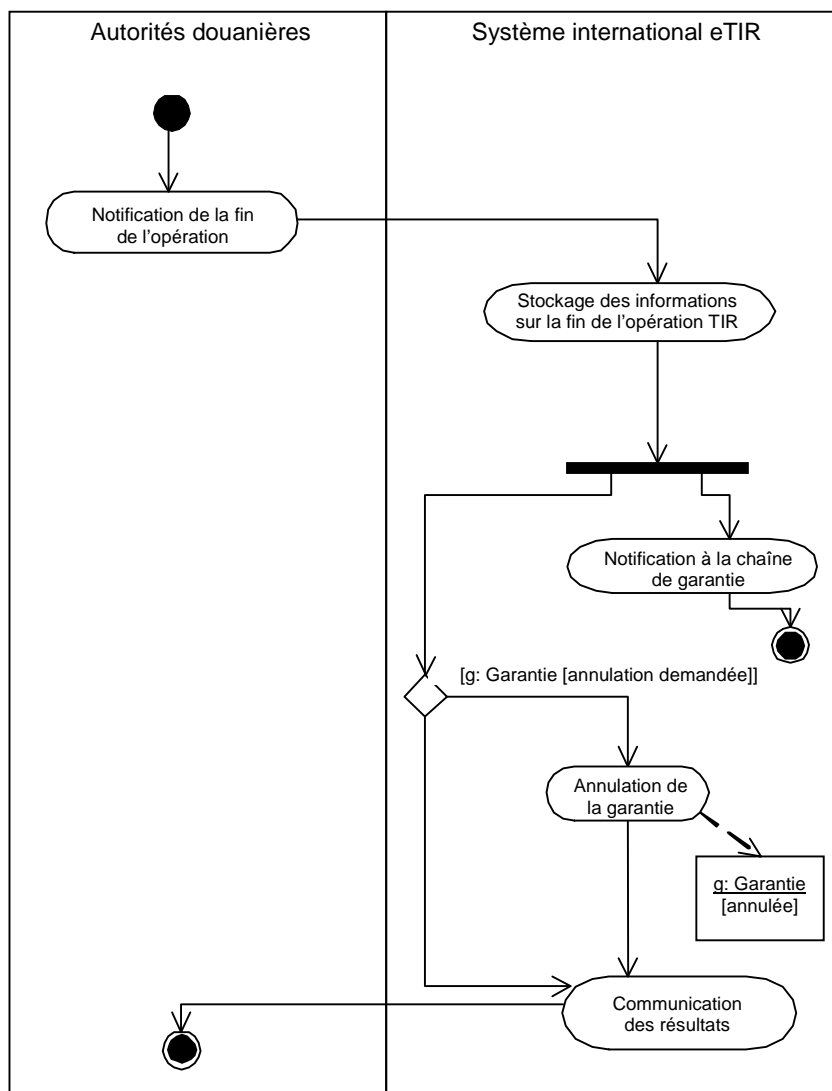 Autorités douanières
Système international eTIR
Notification de la fin
de l'opération
Stockage des informations
sur la fin de l'opération TIR
Notification à la chaîne
de garantie
[g: Garantie [annulation demandée]]
Annulation de
la garantie
g: Garantie
[annulée]
Communication
des résultats